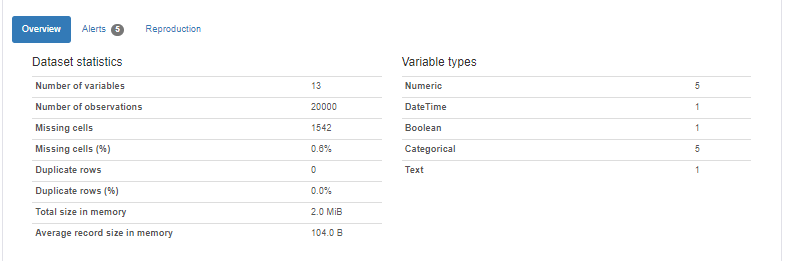 Overview Alerts 5 Reproduction
Dataset statistics
Number of variables 13
Number of observations 20000
Missing cells 1542
Missing cells (%) 0.6%
Duplicate rows 0
Duplicate rows (%) 0.0%
Total size in memory 2.0 MiB
Average record size in memory 104.0 B
Variable types
Numeric 5
DateTime 1
Boolean 1
Categorical 5
Text 1